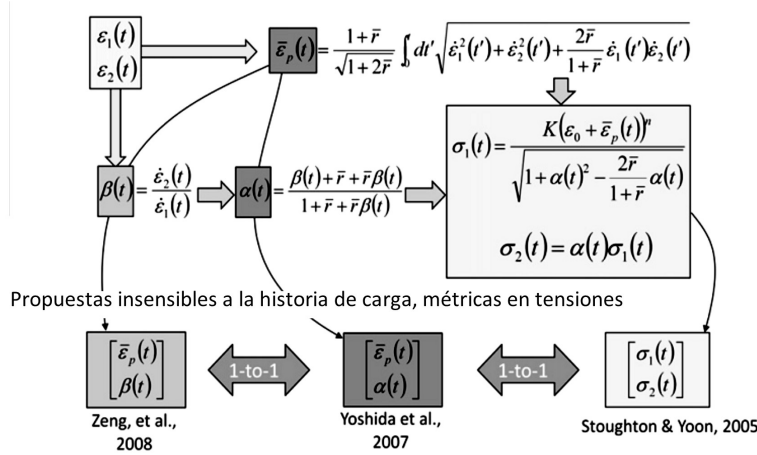 ε₁(t)
ε₂(t)
ε̅ₚ(t) = (1+r̅)/√(1+2r̅) ∫₀ᵗ dt′ √(ε̇₁²(t′)+ε̇₂²(t′)+(2r̅)/(1+r̅) ε̇₁(t′)ε̇₂(t′))
β(t) = ε̇₂(t)/ε̇₁(t)
α(t) = (β(t)+r̅+r̅β(t))/(1+r̅+r̅β(t))
σ₁(t) = K(ε₀+ε̅ₚ(t))ⁿ/√(1+α(t)²−(2r̅)/(1+r̅) α(t))
σ₂(t) = α(t)σ₁(t)
Propuestas insensibles a la historia de carga, métricas en tensiones
[ε̅ₚ(t) β(t)]
1-to-1
[ε̅ₚ(t) α(t)]
1-to-1
[σ₁(t) σ₂(t)]
Zeng, et al.,
2008
Yoshida et al.,
2007
Stoughton & Yoon, 2005